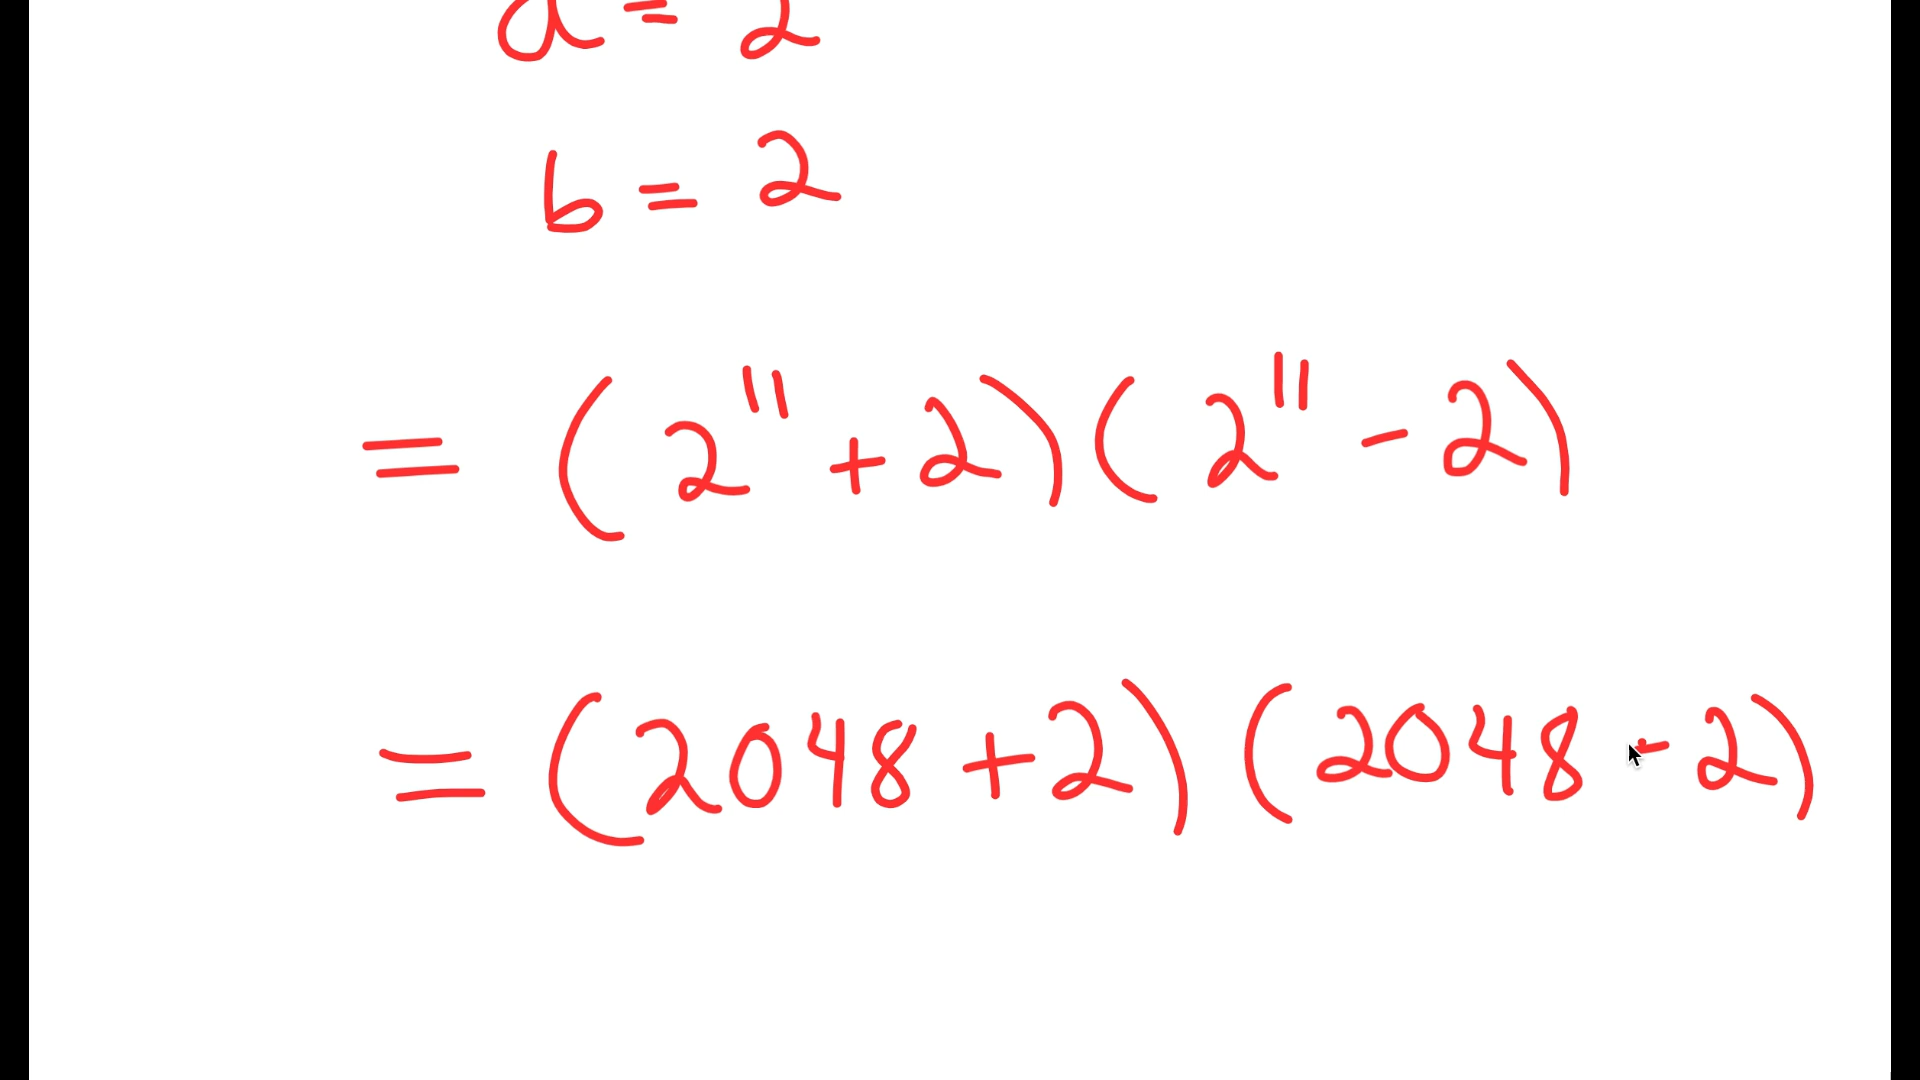 a = 2
b = 2
= (2¹¹ + 2)(2¹¹ - 2)
= (2048 + 2)(2048 - 2)